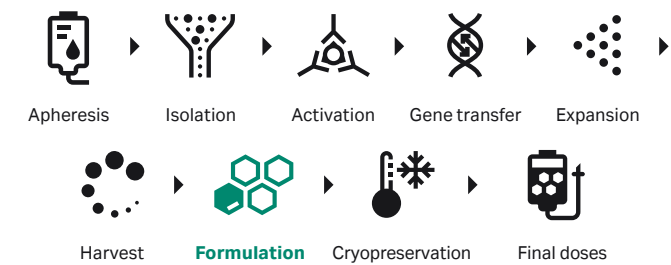 Apheresis Isolation Activation Gene transfer Expansion
Harvest Formulation Cryopreservation Final doses